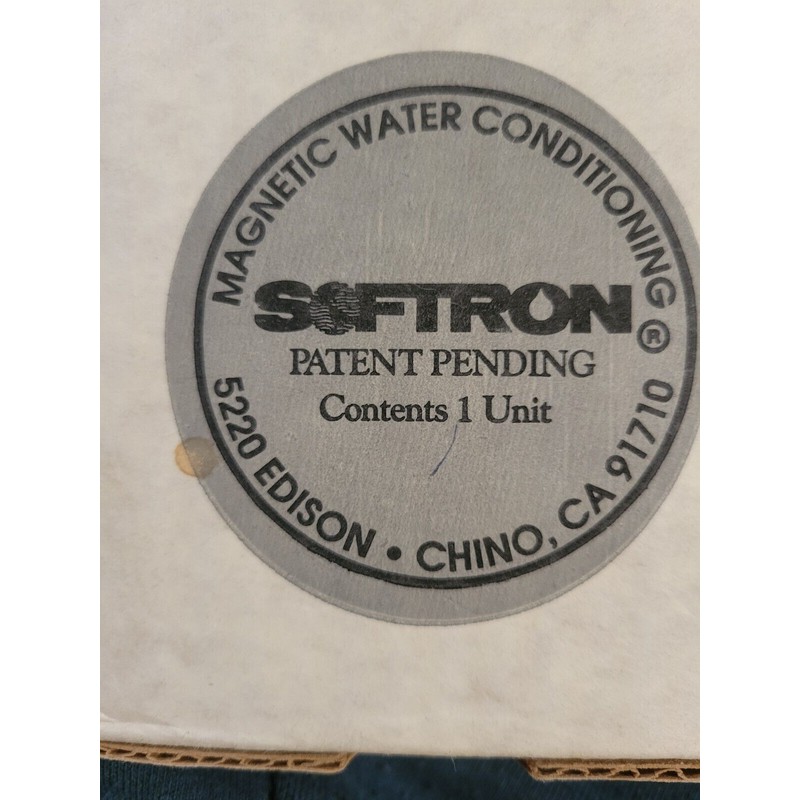 MAGNETIC WATER CONDITIONING ®
SOFTRON
PATENT PENDING
Contents 1 Unit
5220 EDISON • CHINO, CA 91710